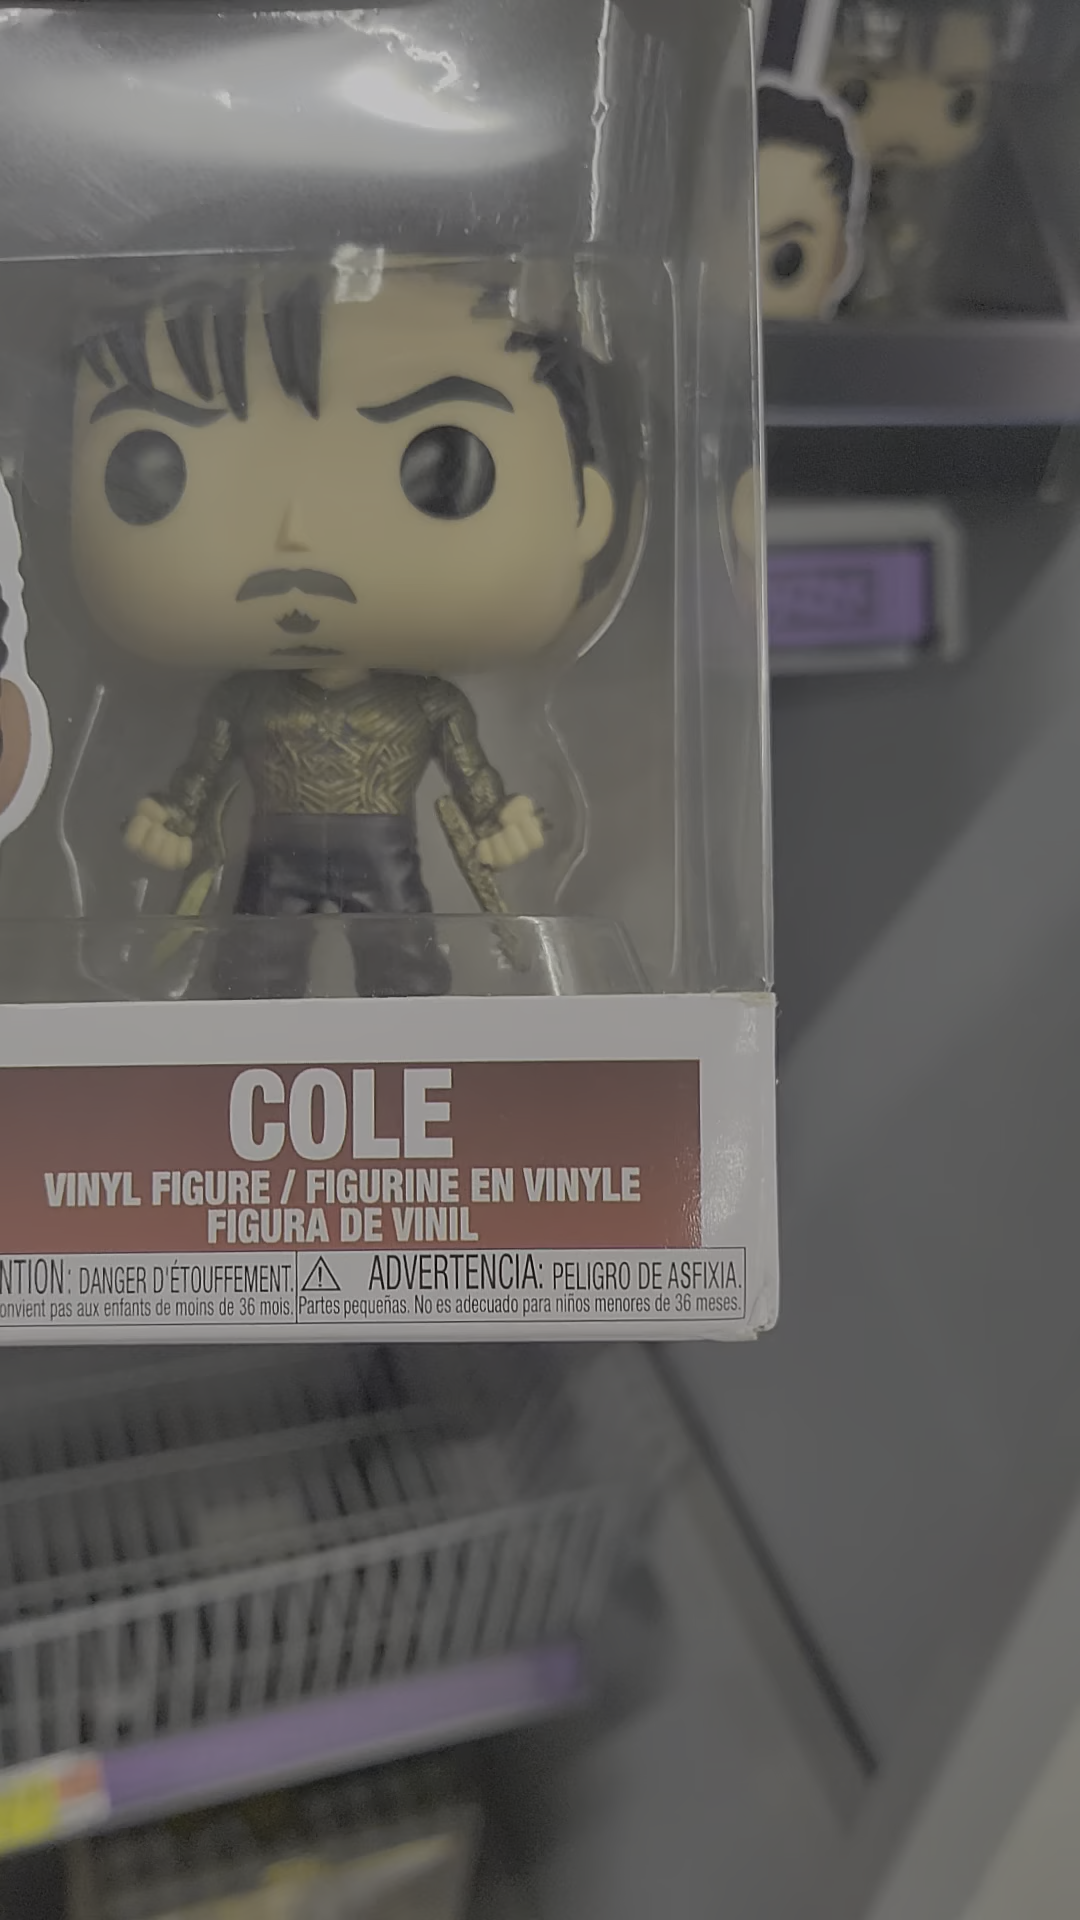 COLE
VINYL FIGURE / FIGURINE EN VINYLE
FIGURA DE VINIL
NTION: DANGER D'ÉTOUFFEMENT.
onvient pas aux enfants de moins de 36 mois.
ADVERTENCIA: PELIGRO DE ASFIXIA.
Partes pequeñas. No es adecuado para niños menores de 36 meses.